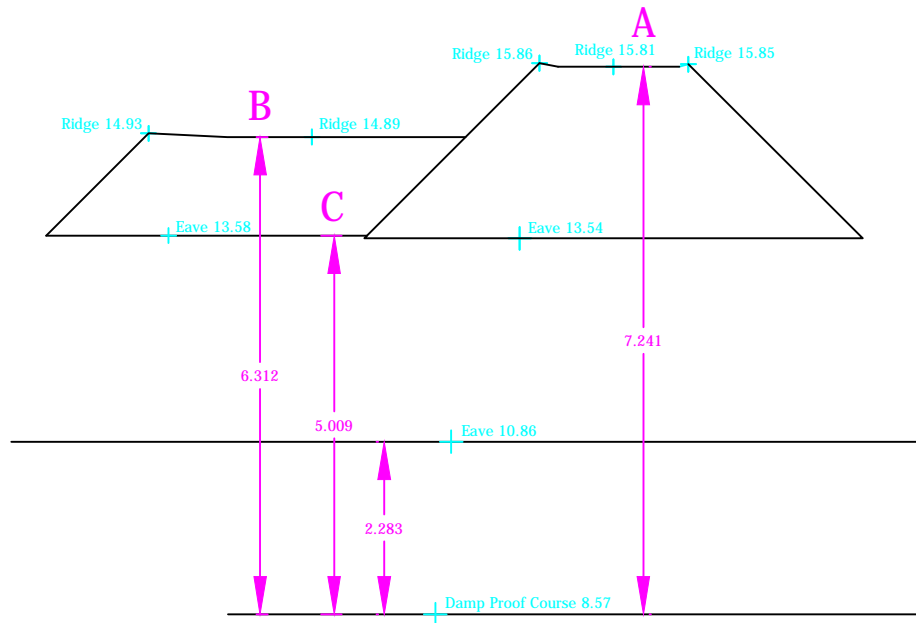 A
Ridge 15.86
Ridge 15.81
Ridge 15.85
B
Ridge 14.93
Ridge 14.89
C
Eave 13.58
Eave 13.54
7.241
6.312
5.009
Eave 10.86
2.283
Damp Proof Course 8.57